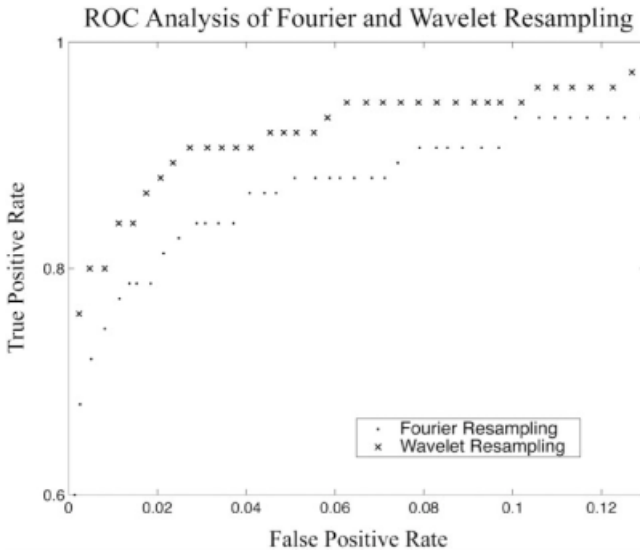 ROC Analysis of Fourier and Wavelet Resampling
1
0.8
0.6
True Positive Rate
0 0.02 0.04 0.06 0.08 0.1 0.12
False Positive Rate
Fourier Resampling
Wavelet Resampling